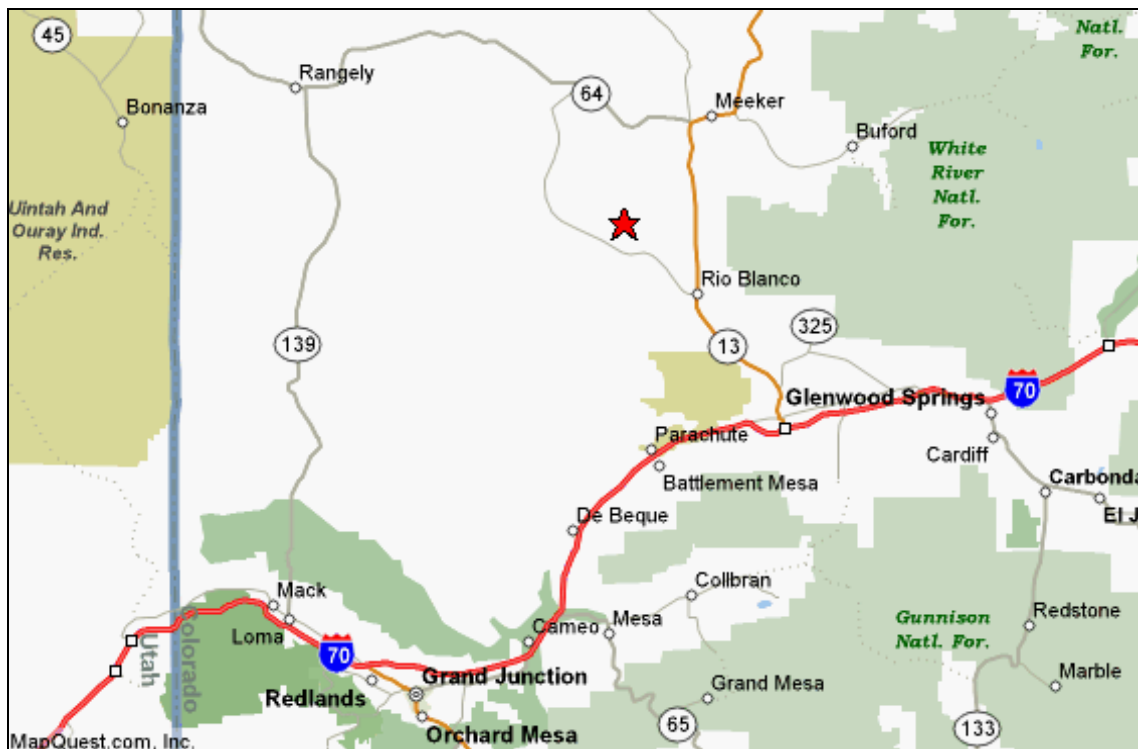 45
Natl.
For.
Rangely
64
Meeker
Bonanza
Buford
White
River
Natl.
For.
Uintah And
Ouray Ind.
Res.
Rio Blanco
325
139
13
70
Glenwood Springs
Parachute
Cardiff
Battlement Mesa
Carbonda
El J
De Beque
Collbran
Mack
Redstone
Gunnison
Natl. For.
Loma
Cameo
Mesa
Utah
Colorado
70
Marble
Grand Junction
Redlands
Grand Mesa
65
133
Orchard Mesa
MapQuest.com, Inc.